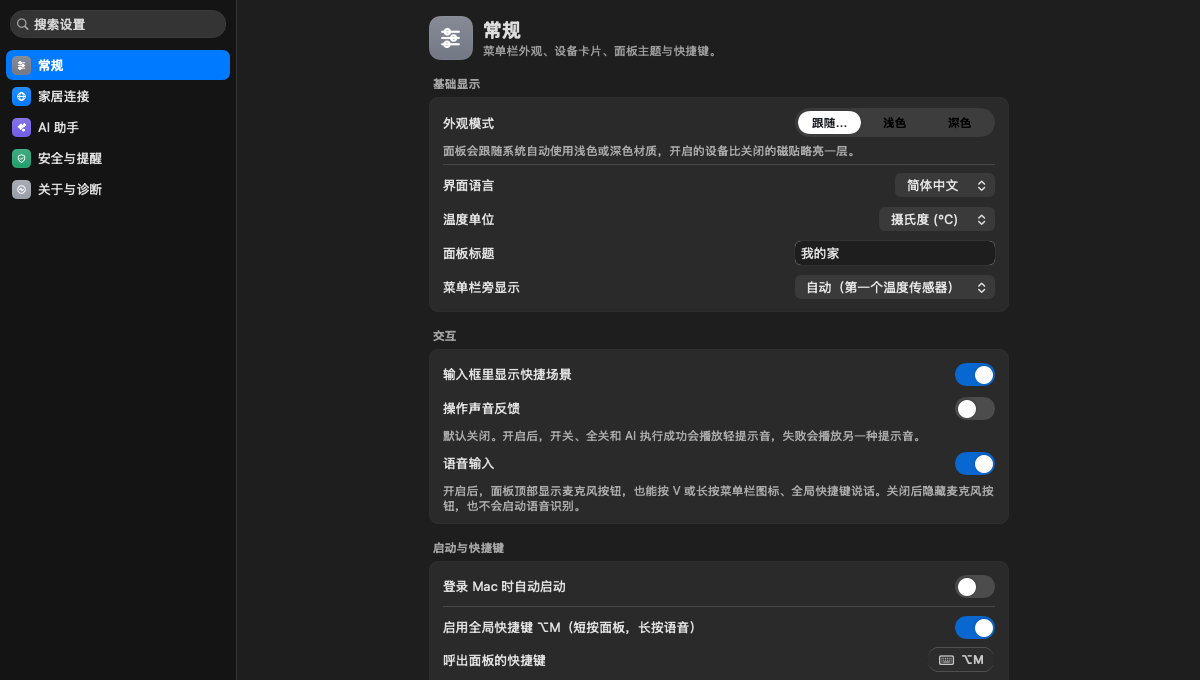 搜索设置
常规
家居连接
AI 助手
安全与提醒
关于与诊断
常规
菜单栏外观、设备卡片、面板主题与快捷键。
基础显示
外观模式
跟随...
浅色
深色
面板会跟随系统自动使用浅色或深色材质，开启的设备比关闭的磁贴略亮一层。
界面语言
简体中文
温度单位
摄氏度 (°C)
面板标题
我的家
菜单栏旁显示
自动（第一个温度传感器）
交互
输入框里显示快捷场景
操作声音反馈
默认关闭。开启后，开关、全关和 AI 执行成功会播放轻提示音，失败会播放另一种提示音。
语音输入
开启后，面板顶部显示麦克风按钮，也能按 V 或长按菜单栏图标、全局快捷键说话。关闭后隐藏麦克风按
钮，也不会启动语音识别。
启动与快捷键
登录 Mac 时自动启动
启用全局快捷键 ⌥M（短按面板，长按语音）
呼出面板的快捷键
⌥M